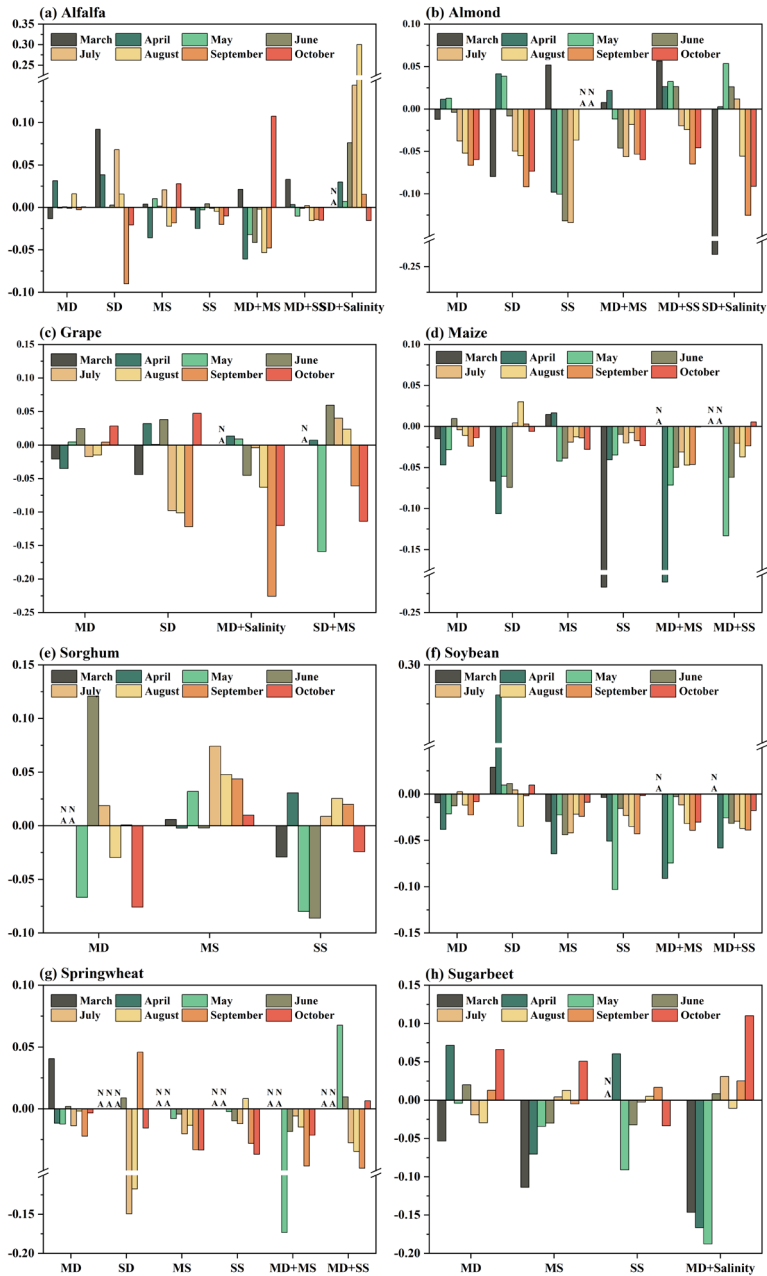 (a) Alfalfa
0.35
March April May June
July August September October
0.30
0.25
0.10
0.05
N
A
0.00
-0.05
-0.10
MD SD MS SS MD+MS MD+SS SD+Salinity
(b) Almond
0.10
March April May June
July August September October
0.05
N N
A A
0.00
-0.05
-0.10
-0.25
MD SD SS MD+MS MD+SS SD+Salinity
(c) Grape
0.15
March April May June
July August September October
0.10
0.05
N N
A A
0.00
-0.05
-0.10
-0.15
-0.20
-0.25
MD SD MD+Salinity SD+MS
(d) Maize
0.10
March April May June
July August September October
0.05
N N N
A A A
0.00
-0.05
-0.10
-0.15
-0.25
MD SD MS SS MD+MS MD+SS
(e) Sorghum
0.15
March April May June
July August September October
0.10
0.05
N N
A A
0.00
-0.05
-0.10
MD MS SS
(f) Soybean
0.30
March April May June
July August September October
N N
A A
0.00
-0.05
-0.10
-0.15
MD SD MS SS MD+MS MD+SS
(g) Springwheat
0.10
March April May June
July August September October
0.05
N N N N N N N N N N N
A A A A A A A A A A A
0.00
-0.15
-0.20
MD SD MS SS MD+MS MD+SS
(h) Sugarbeet
0.15
March April May June
July August September October
0.10
0.05
N
A
0.00
-0.05
-0.10
-0.15
-0.20
MD MS SS MD+Salinity